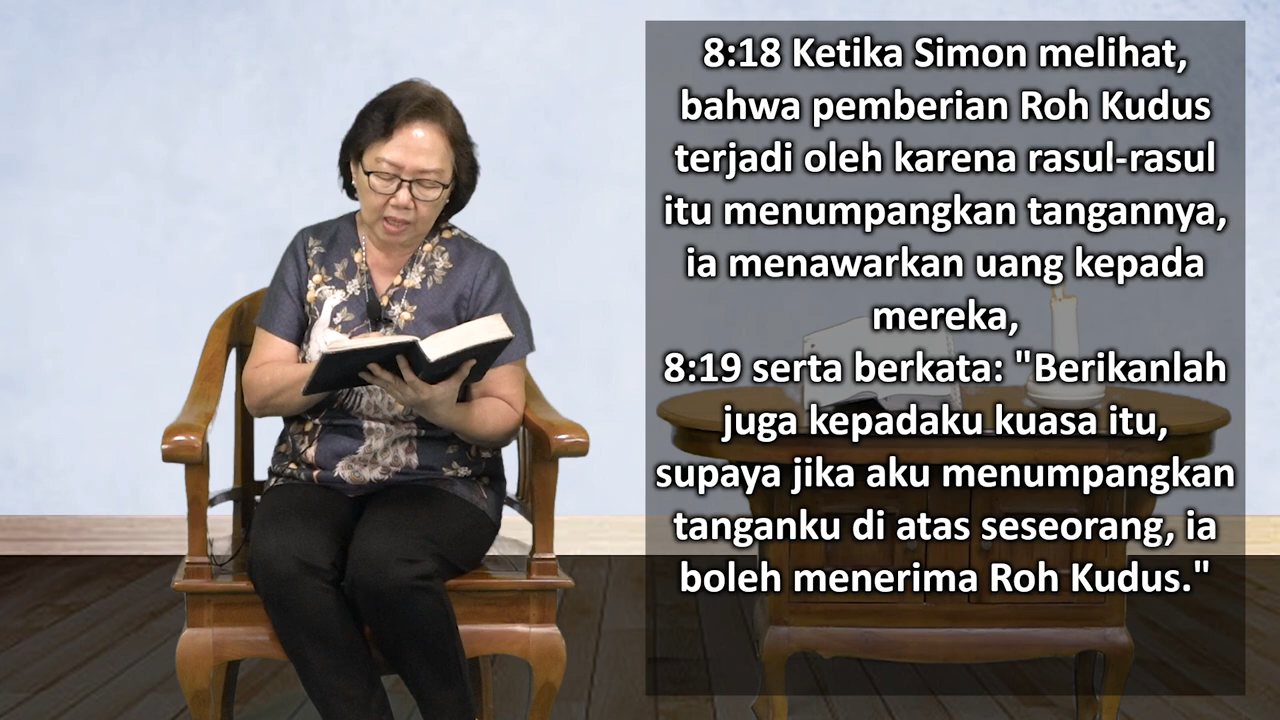 8:18 Ketika Simon melihat,
bahwa pemberian Roh Kudus
terjadi oleh karena rasul-rasul
itu menumpangkan tangannya,
ia menawarkan uang kepada
mereka,
8:19 serta berkata: "Berikanlah
juga kepadaku kuasa itu,
supaya jika aku menumpangkan
tanganku di atas seseorang, ia
boleh menerima Roh Kudus."